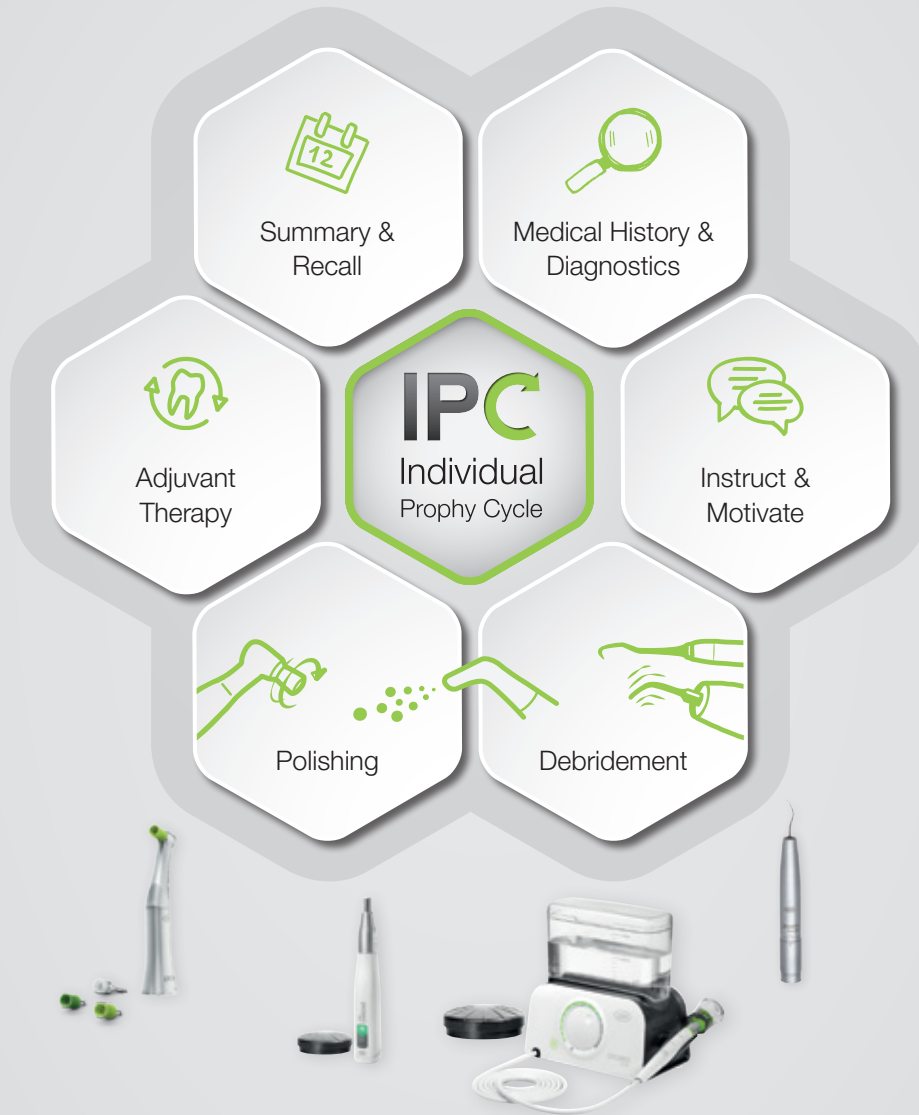 12
Summary &
Recall
Medical History &
Diagnostics
Adjuvant
Therapy
IPC
Individual
Prophy Cycle
Instruct &
Motivate
Polishing
Debridement